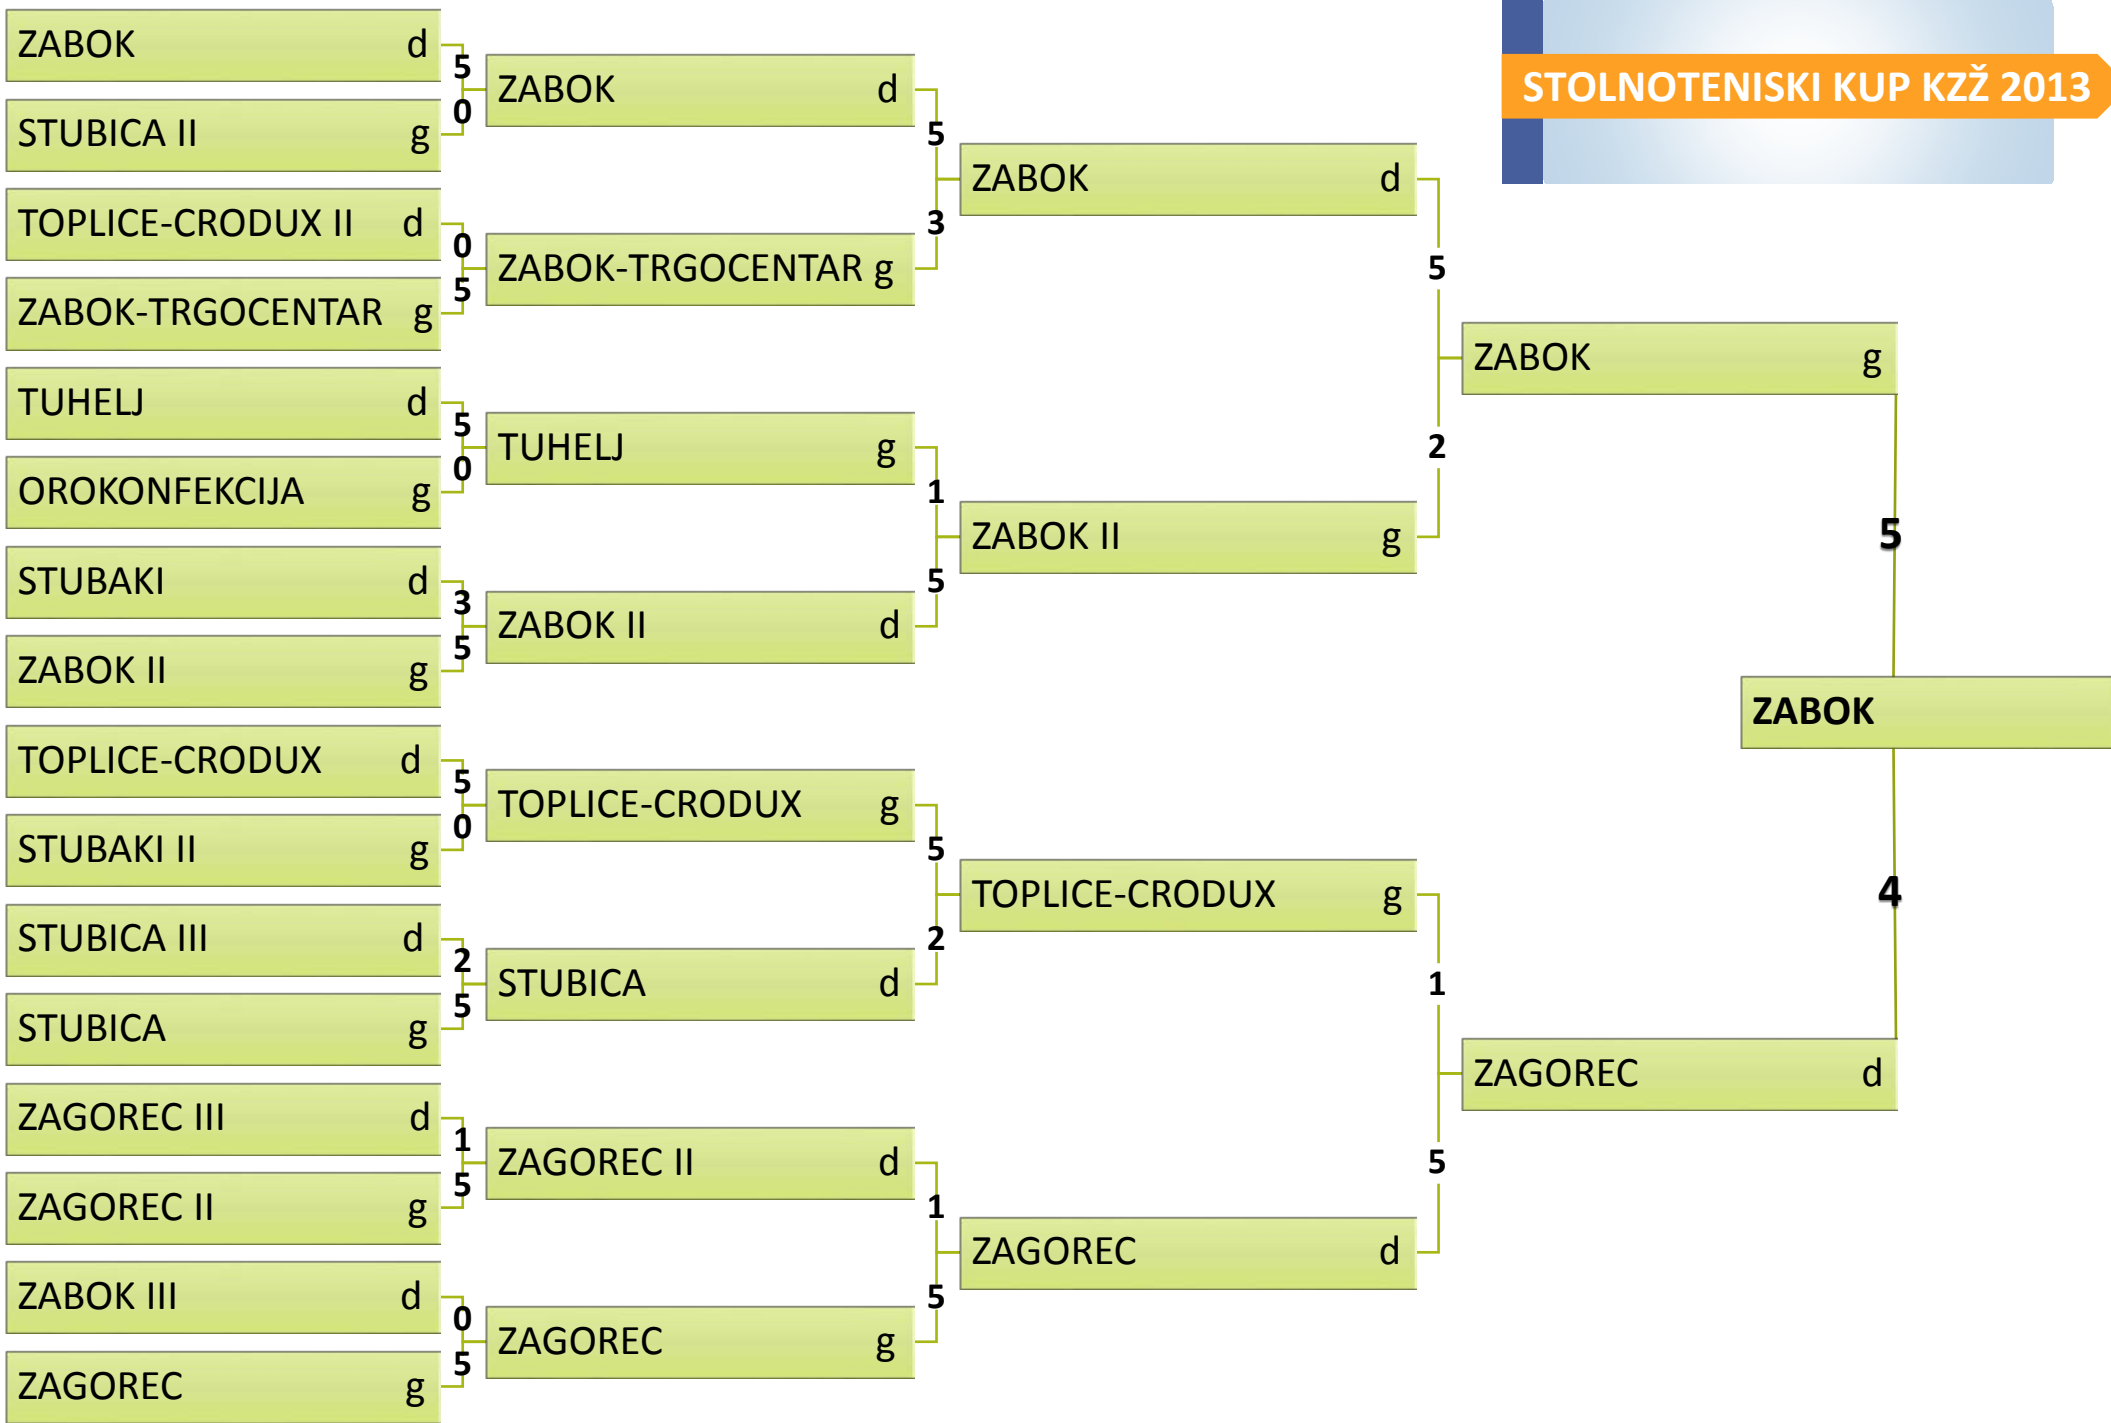 STOLNOTENISKI KUP KZŽ 2013
ZABOK d
5
0
STUBICA II g
TOPLICE-CRODUX II d
0
5
ZABOK-TRGOCENTAR g
TUHELJ d
5
0
OROKONFEKCIJA g
STUBAKI d
3
5
ZABOK II g
TOPLICE-CRODUX d
5
0
STUBAKI II g
STUBICA III d
2
5
STUBICA g
ZAGOREC III d
1
5
ZAGOREC II g
ZABOK III d
0
5
ZAGOREC g
ZABOK d
5
3
ZABOK-TRGOCENTAR g
TUHELJ g
1
5
ZABOK II d
TOPLICE-CRODUX g
5
2
STUBICA d
ZAGOREC II d
1
5
ZAGOREC g
ZABOK d
5
2
ZABOK II g
TOPLICE-CRODUX g
1
5
ZAGOREC d
ZABOK g
5
4
ZAGOREC d
ZABOK